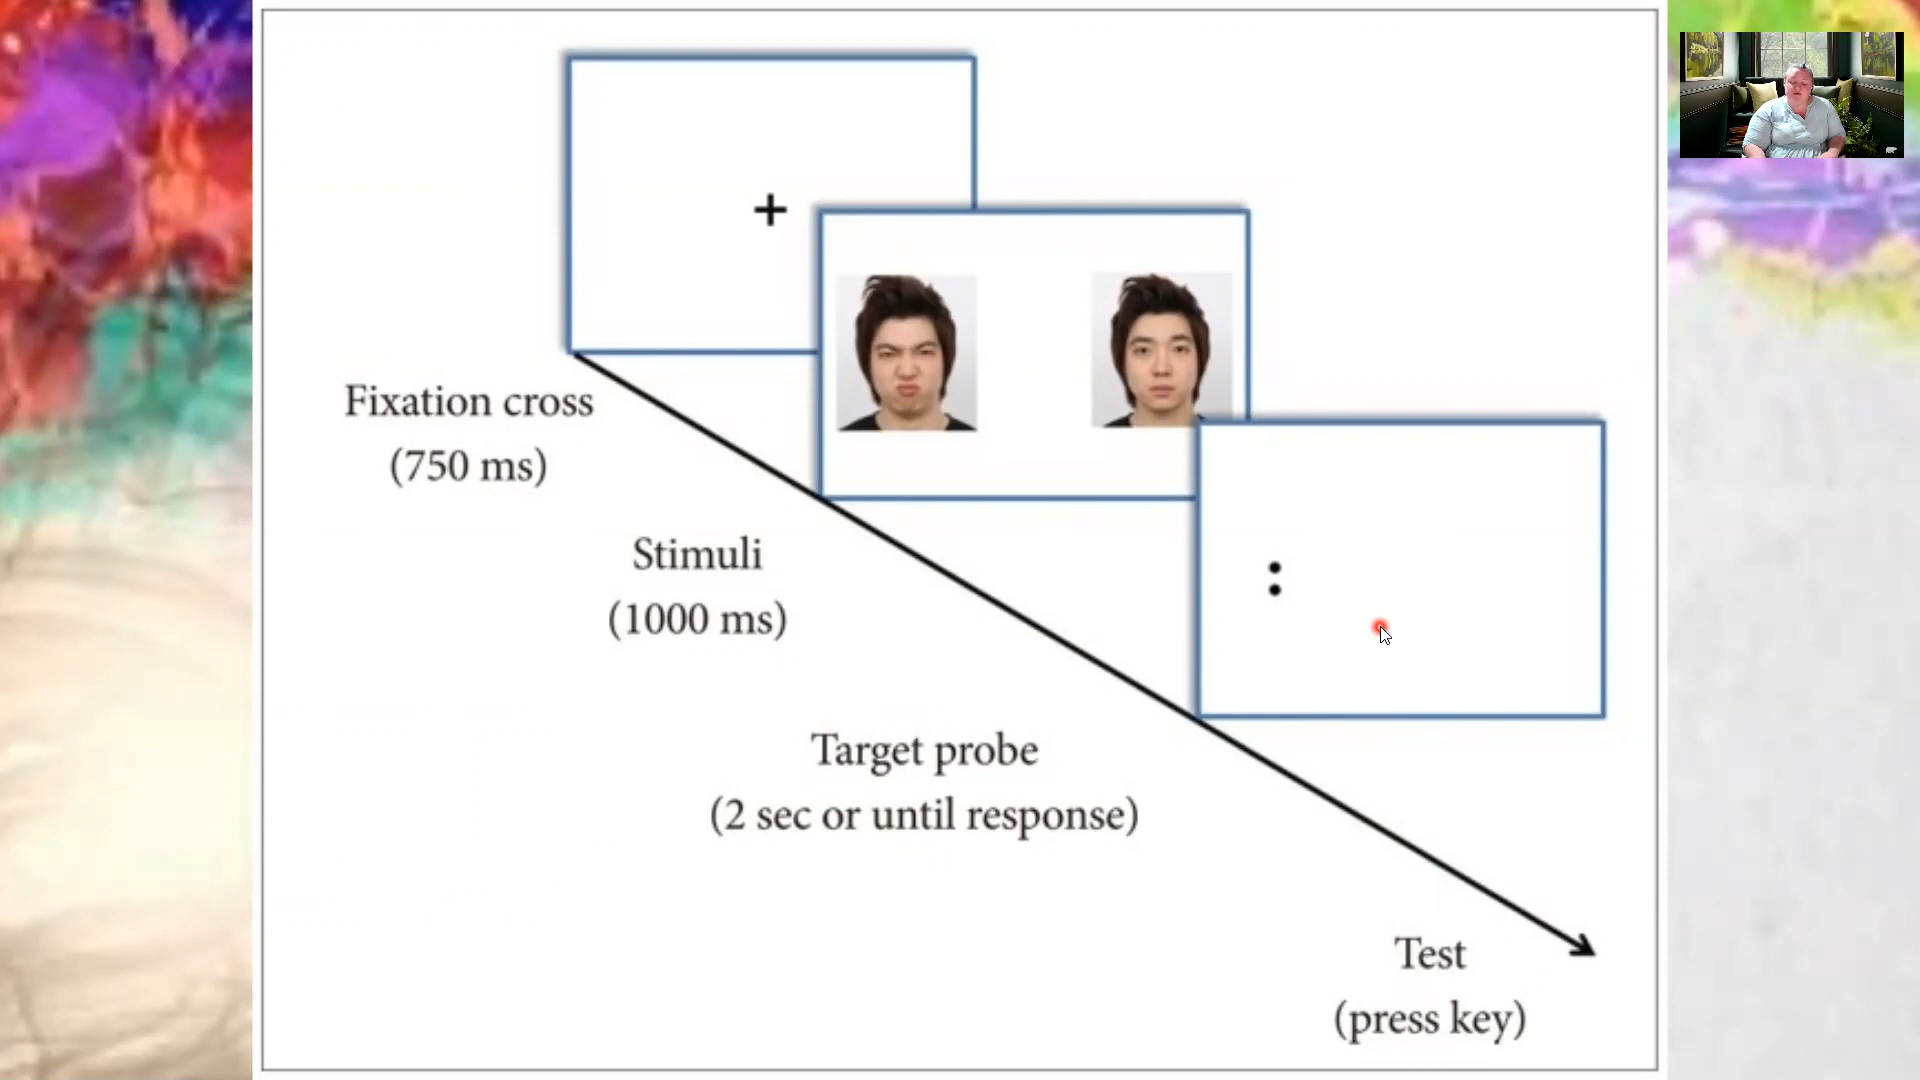 +
Fixation cross
(750 ms)
Stimuli
(1000 ms)
:
Target probe
(2 sec or until response)
Test
(press key)